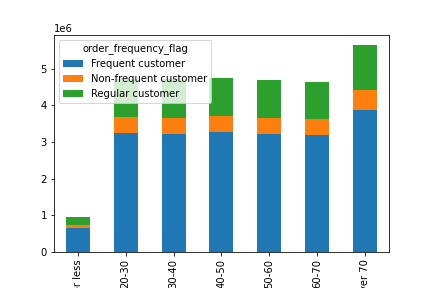 1e6
order_frequency_flag
Frequent customer
Non-frequent customer
Regular customer
5
4
3
2
1
0
less
20-30
30-40
40-50
50-60
60-70
70